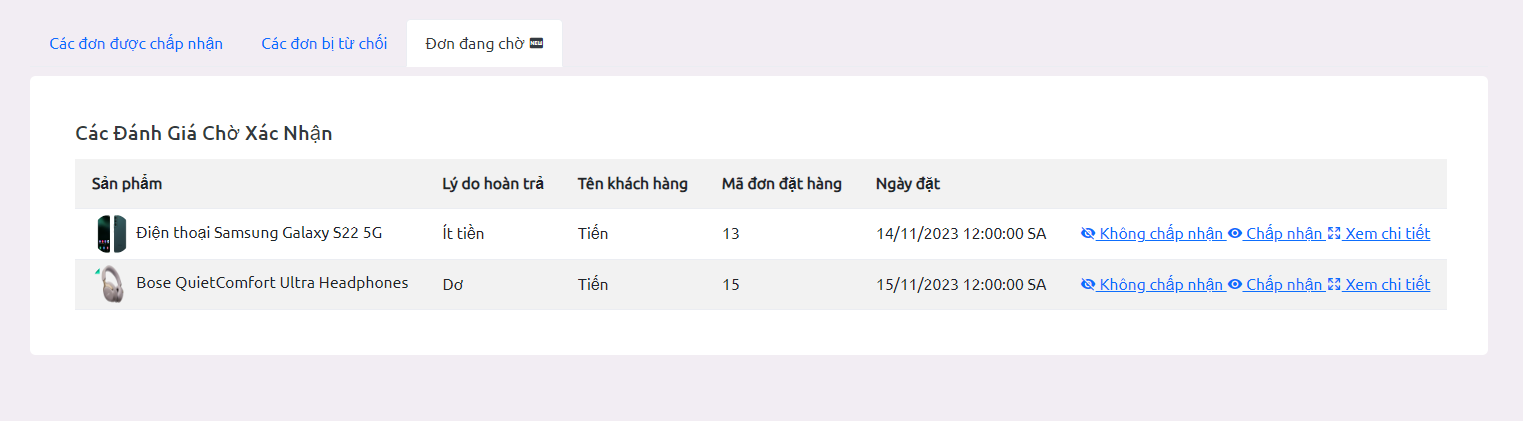 Các đơn được chấp nhận Các đơn bị từ chối Đơn đang chờ NEW
Các Đánh Giá Chờ Xác Nhận
Sản phẩm Lý do hoàn trả Tên khách hàng Mã đơn đặt hàng Ngày đặt
Điện thoại Samsung Galaxy S22 5G Ít tiền Tiến 13 14/11/2023 12:00:00 SA Không chấp nhận Chấp nhận Xem chi tiết
Bose QuietComfort Ultra Headphones Dơ Tiến 15 15/11/2023 12:00:00 SA Không chấp nhận Chấp nhận Xem chi tiết